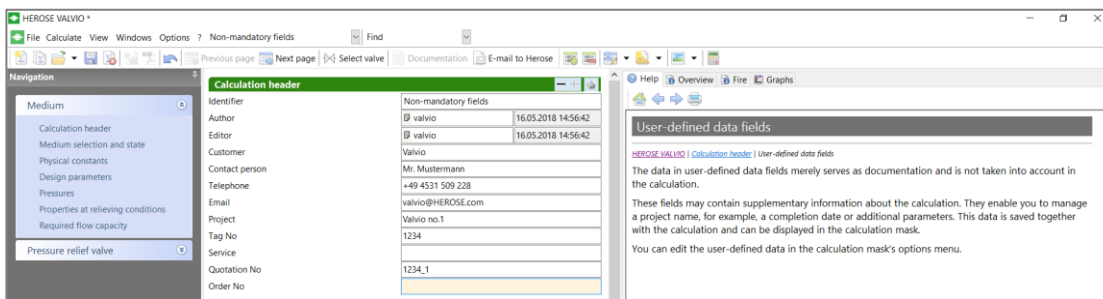 HEROSE VALVIO *
File Calculate View Windows Options ? Non-mandatory fields Find
Previous page Next page Select valve Documentation E-mail to Herose
Navigation
Medium
Calculation header
Medium selection and state
Physical constants
Design parameters
Pressures
Properties at relieving conditions
Required flow capacity
Pressure relief valve
Calculation header
Identifier Non-mandatory fields
Author valvio 16.05.2018 14:56:42
Editor valvio 16.05.2018 14:56:42
Customer Valvio
Contact person Mr. Mustermann
Telephone +49 4531 509 228
Email valvio@HEROSE.com
Project Valvio no.1
Tag No 1234
Service
Quotation No 1234_1
Order No
Help Overview Fire Graphs
User-defined data fields
HEROSE VALVIO | Calculation header | User-defined data fields
The data in user-defined data fields merely serves as documentation and is not taken into account in
the calculation.
These fields may contain supplementary information about the calculation. They enable you to manage
a project name, for example, a completion date or additional parameters. This data is saved together
with the calculation and can be displayed in the calculation mask.
You can edit the user-defined data in the calculation mask's options menu.